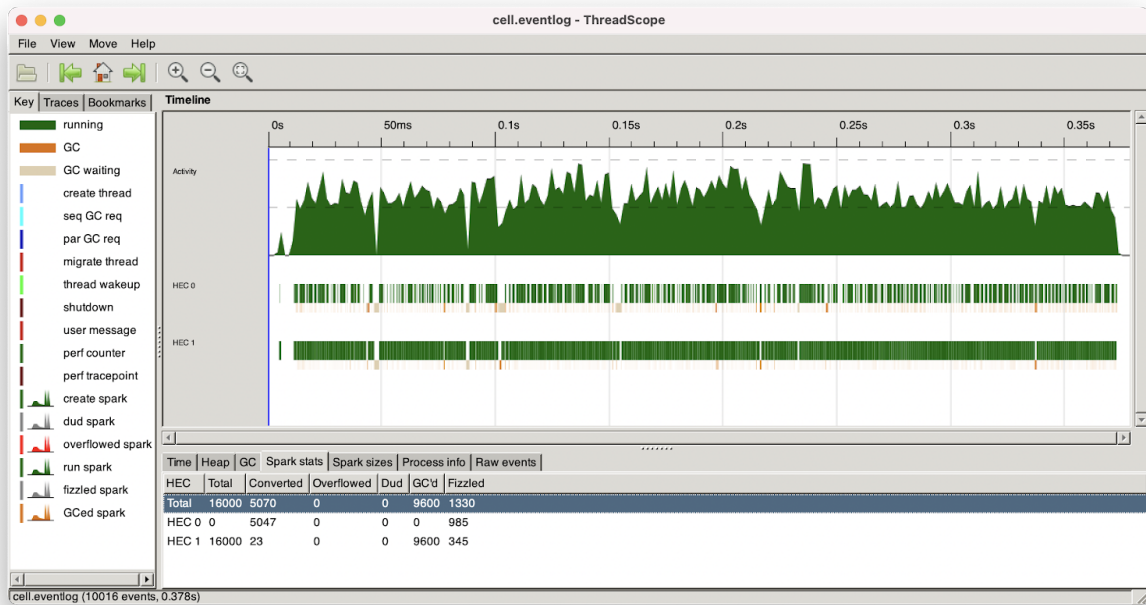 cell.eventlog - ThreadScope
File View Move Help
Key Traces Bookmarks
running
GC
GC waiting
create thread
seq GC req
par GC req
migrate thread
thread wakeup
shutdown
user message
perf counter
perf tracepoint
create spark
dud spark
overflowed spark
run spark
fizzled spark
GCed spark
Timeline
0s 50ms 0.1s 0.15s 0.2s 0.25s 0.3s 0.35s
Activity
HEC 0
HEC 1
Time Heap GC Spark stats Spark sizes Process info Raw events
HEC Total Converted Overflowed Dud GC'd Fizzled
Total 16000 5070 0 0 9600 1330
HEC 0 0 5047 0 0 0 985
HEC 1 16000 23 0 0 9600 345
cell.eventlog (10016 events, 0.378s)